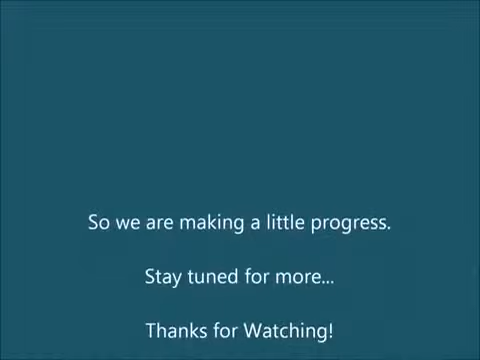 So we are making a little progress.
Stay tuned for more...
Thanks for Watching!